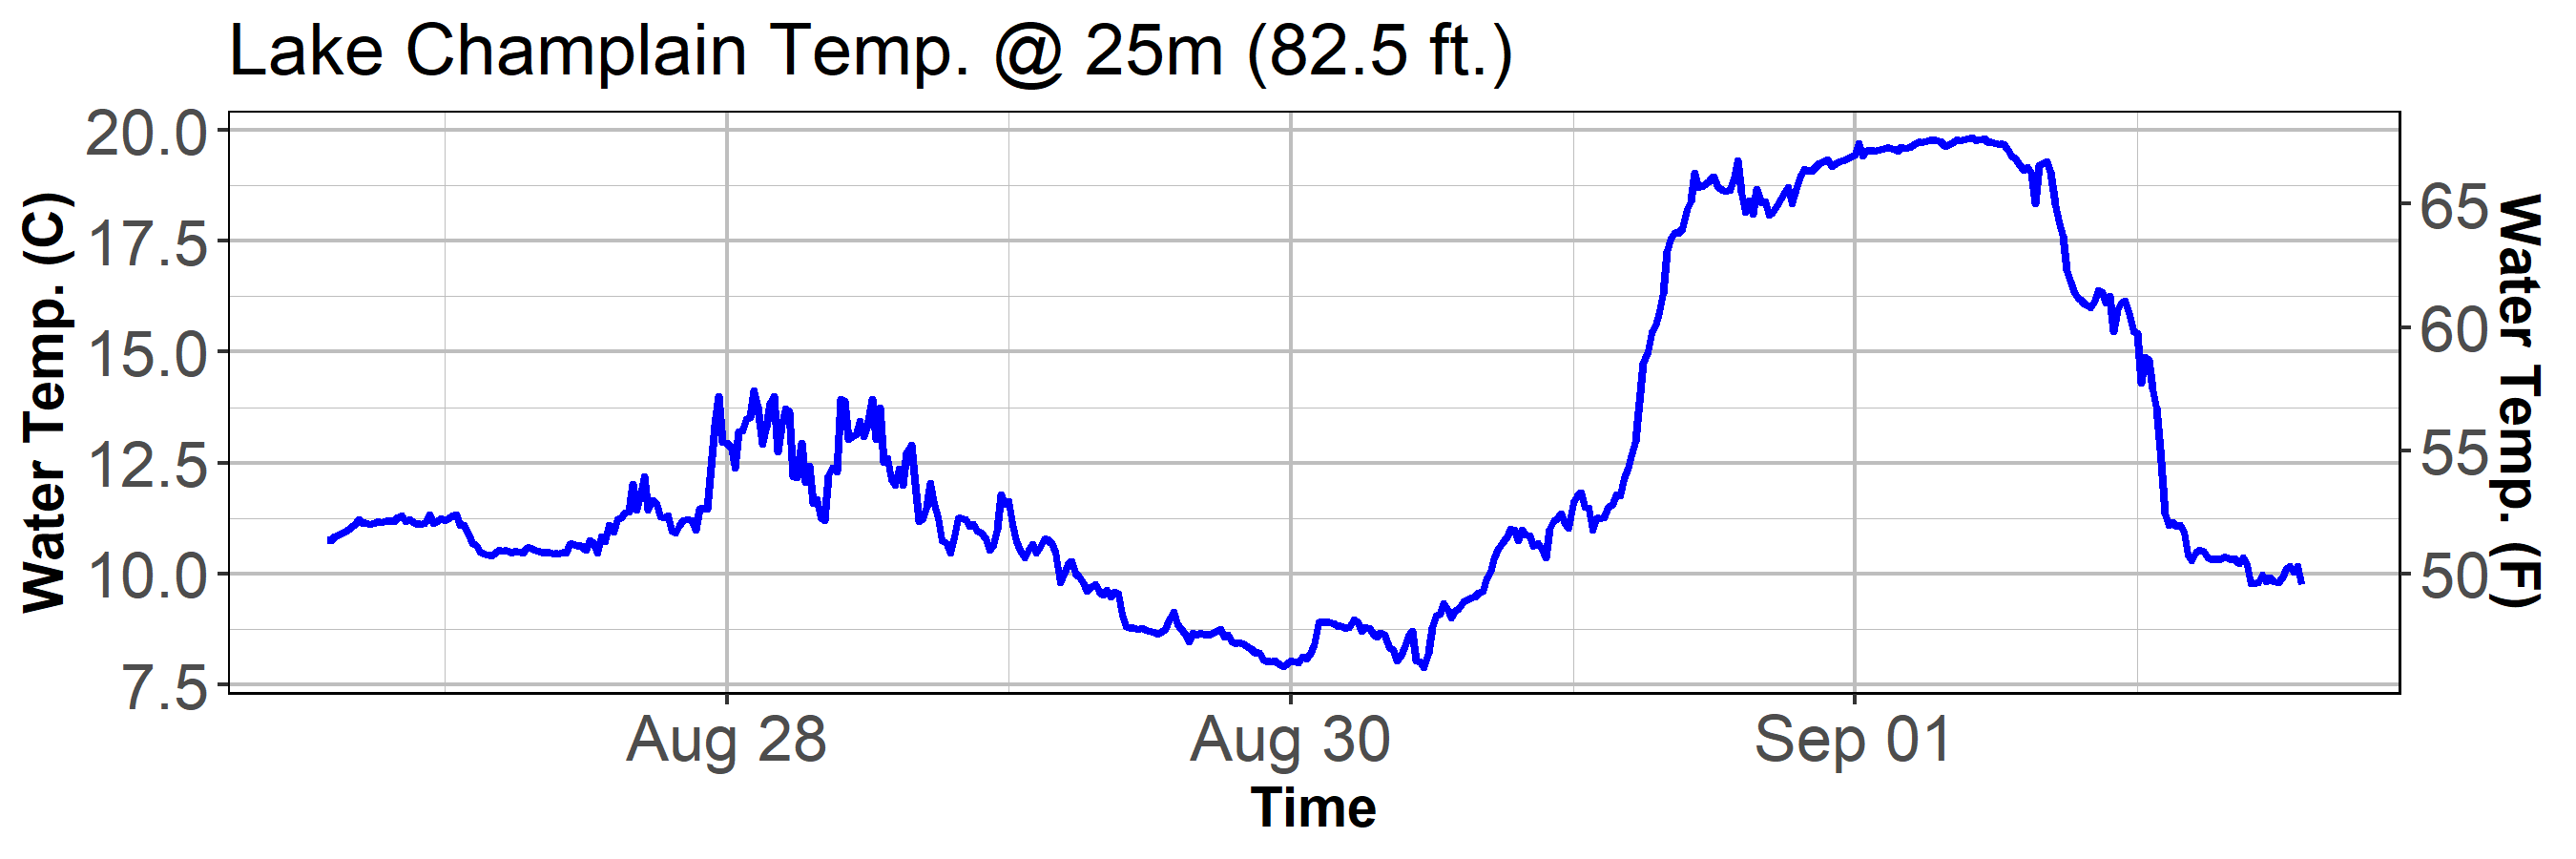 Lake Champlain Temp. @ 25m (82.5 ft.)
Water Temp. (C)
20.0
17.5
15.0
12.5
10.0
7.5
65
60
55
50
Water Temp. (F)
Aug 28
Aug 30
Sep 01
Time